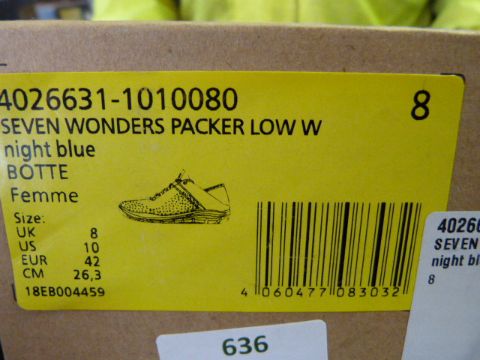 4026631-1010080 8
SEVEN WONDERS PACKER LOW W
night blue
BOTTE
Femme
Size:
UK 8
US 10
EUR 42
CM 26,3
18EB004459
4 060477 083032
636
4026
SEVEN
night
8